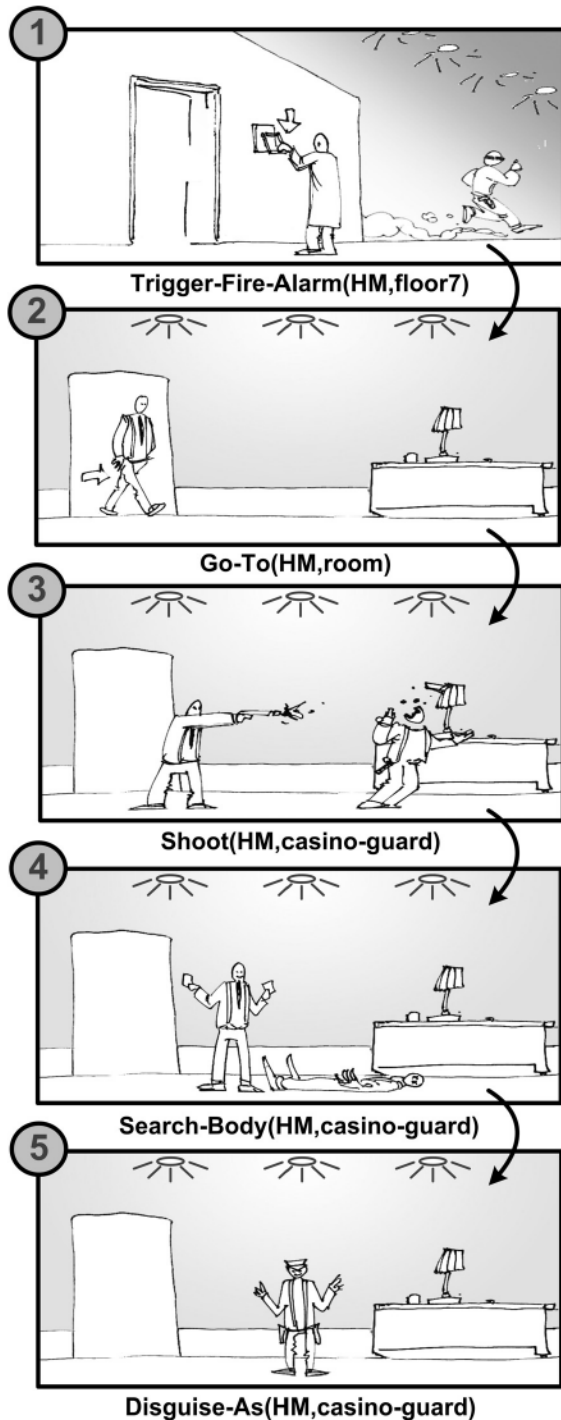 1
Trigger-Fire-Alarm(HM,floor7)
2
Go-To(HM,room)
3
Shoot(HM,casino-guard)
4
Search-Body(HM,casino-guard)
5
Disguise-As(HM,casino-guard)